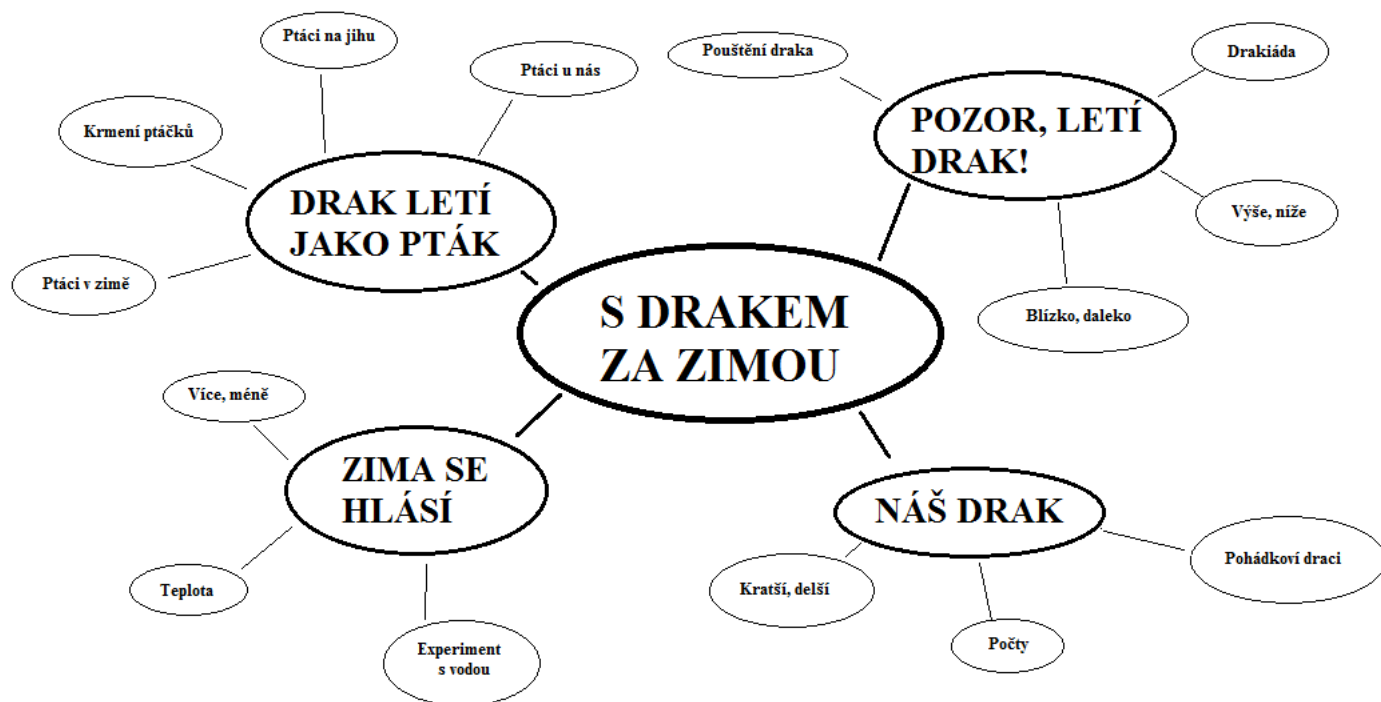 Ptáci na jihu
Ptáci u nás
Krmení ptáčků
DRAK LETÍ
JAKO PTÁK
Ptáci v zimě
Pouštění draka
Drakiáda
POZOR, LETÍ
DRAK!
Výše, níže
Blízko, daleko
S DRAKEM
ZA ZIMOU
Více, méně
ZIMA SE
HLÁSÍ
Teplota
Experiment
s vodou
NÁŠ DRAK
Kratší, delší
Počty
Pohádkoví draci